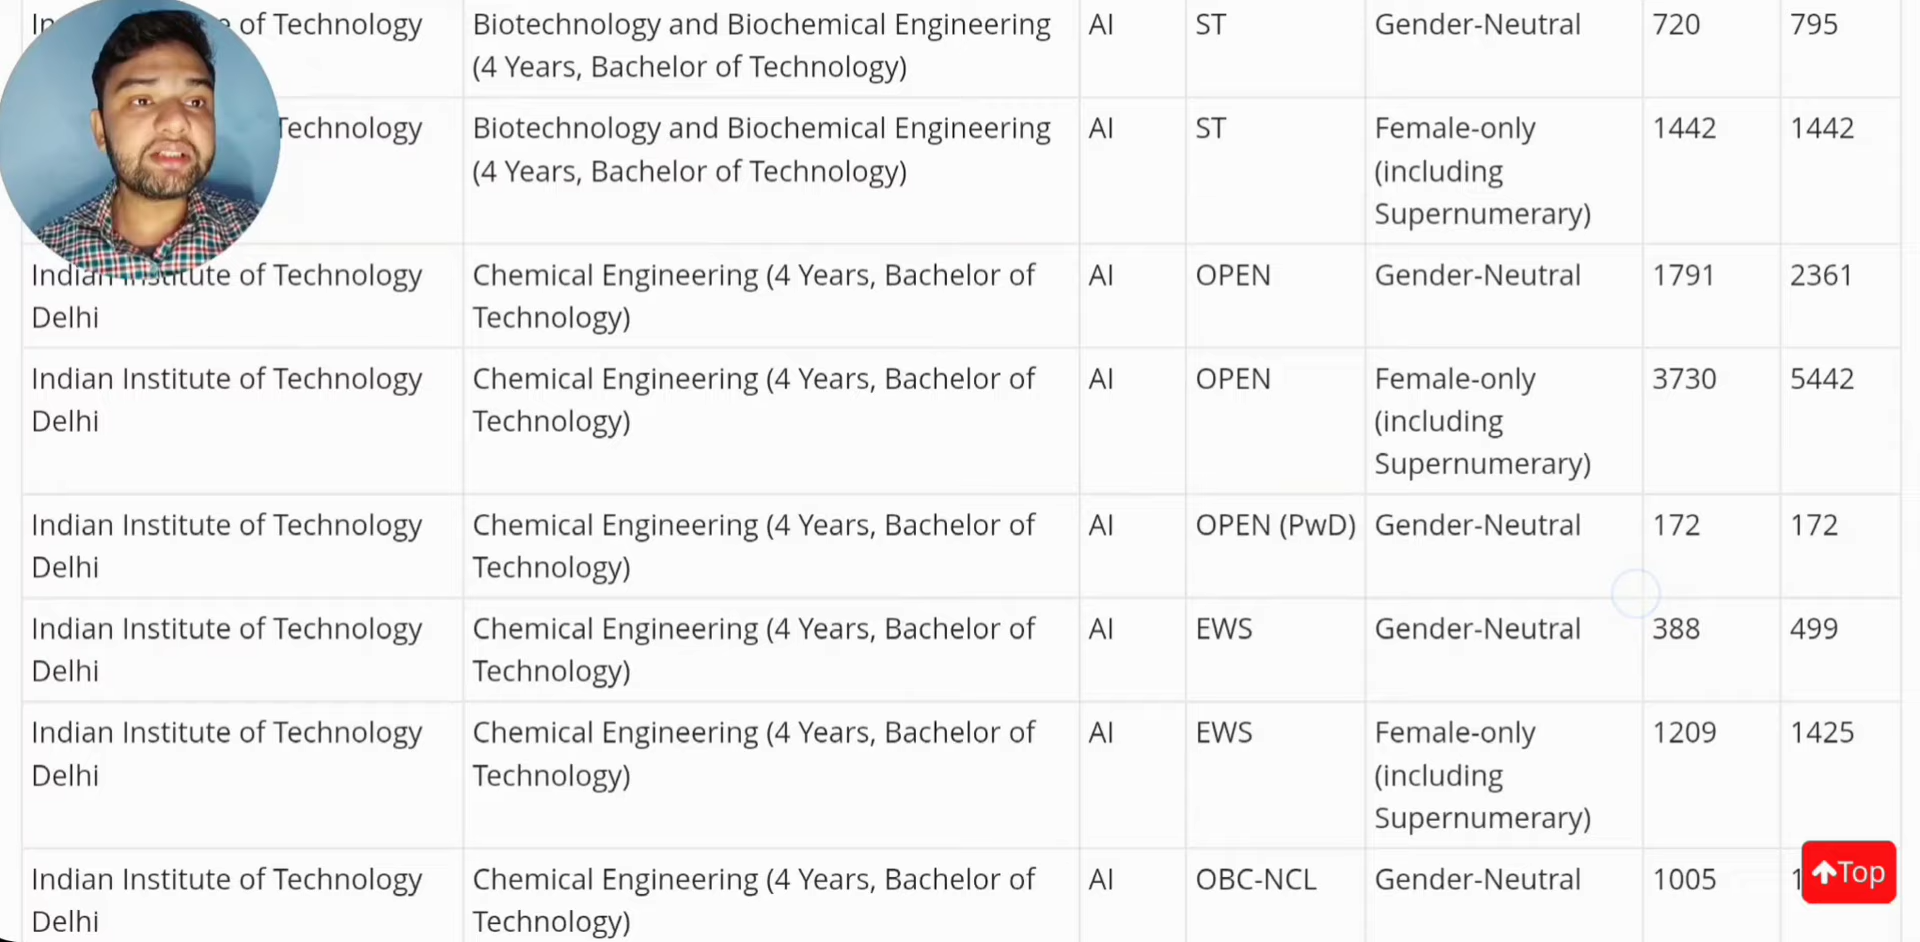 of Technology Biotechnology and Biochemical Engineering AI ST Gender-Neutral 720 795
(4 Years, Bachelor of Technology)
Technology Biotechnology and Biochemical Engineering AI ST Female-only 1442 1442
(4 Years, Bachelor of Technology) (including
Supernumerary)
Indian Institute of Technology Chemical Engineering (4 Years, Bachelor of AI OPEN Gender-Neutral 1791 2361
Delhi Technology)
Indian Institute of Technology Chemical Engineering (4 Years, Bachelor of AI OPEN Female-only 3730 5442
Delhi Technology) (including
Supernumerary)
Indian Institute of Technology Chemical Engineering (4 Years, Bachelor of AI OPEN (PwD) Gender-Neutral 172 172
Delhi Technology)
Indian Institute of Technology Chemical Engineering (4 Years, Bachelor of AI EWS Gender-Neutral 388 499
Delhi Technology)
Indian Institute of Technology Chemical Engineering (4 Years, Bachelor of AI EWS Female-only 1209 1425
Delhi Technology) (including
Supernumerary)
Indian Institute of Technology Chemical Engineering (4 Years, Bachelor of AI OBC-NCL Gender-Neutral 1005
Delhi Technology)
Top